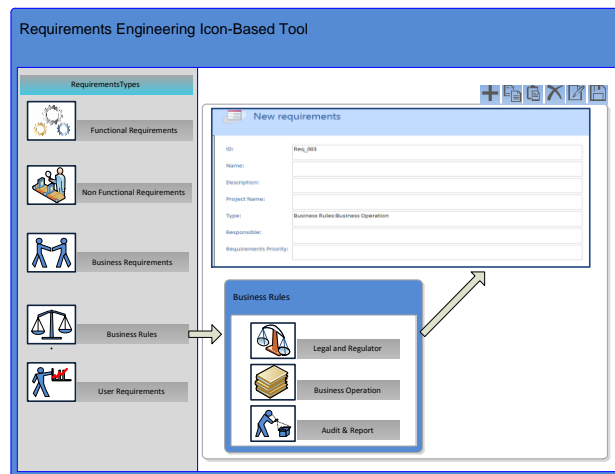 Requirements Engineering Icon-Based Tool
RequirementsTypes
Functional Requirements
Non Functional Requirements
Business Requirements
Business Rules
User Requirements
New requirements
ID: Req_003
Name:
Description:
Project Name:
Type: Business Rules:Business Operation
Responsible:
Requirements Priority:
Business Rules
Legal and Regulator
Business Operation
Audit & Report